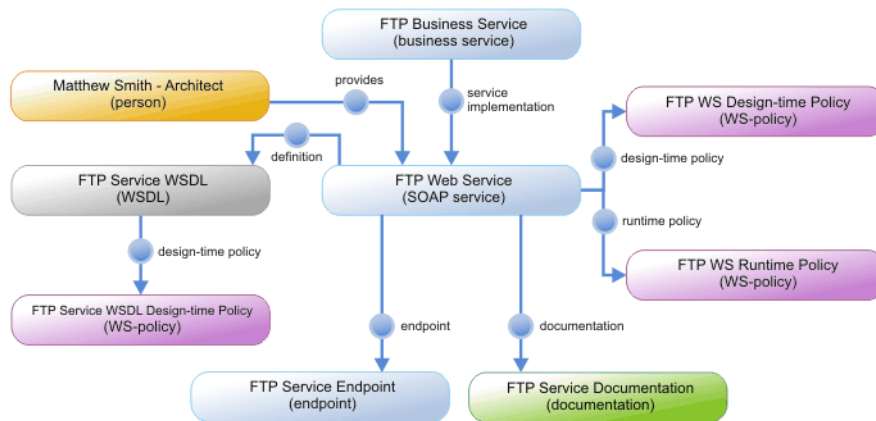 FTP Business Service
(business service)
Matthew Smith - Architect
(person)
provides
service
implementation
FTP WS Design-time Policy
(WS-policy)
definition
design-time policy
FTP Service WSDL
(WSDL)
FTP Web Service
(SOAP service)
runtime policy
design-time policy
FTP WS Runtime Policy
(WS-policy)
FTP Service WSDL Design-time Policy
(WS-policy)
endpoint
documentation
FTP Service Endpoint
(endpoint)
FTP Service Documentation
(documentation)